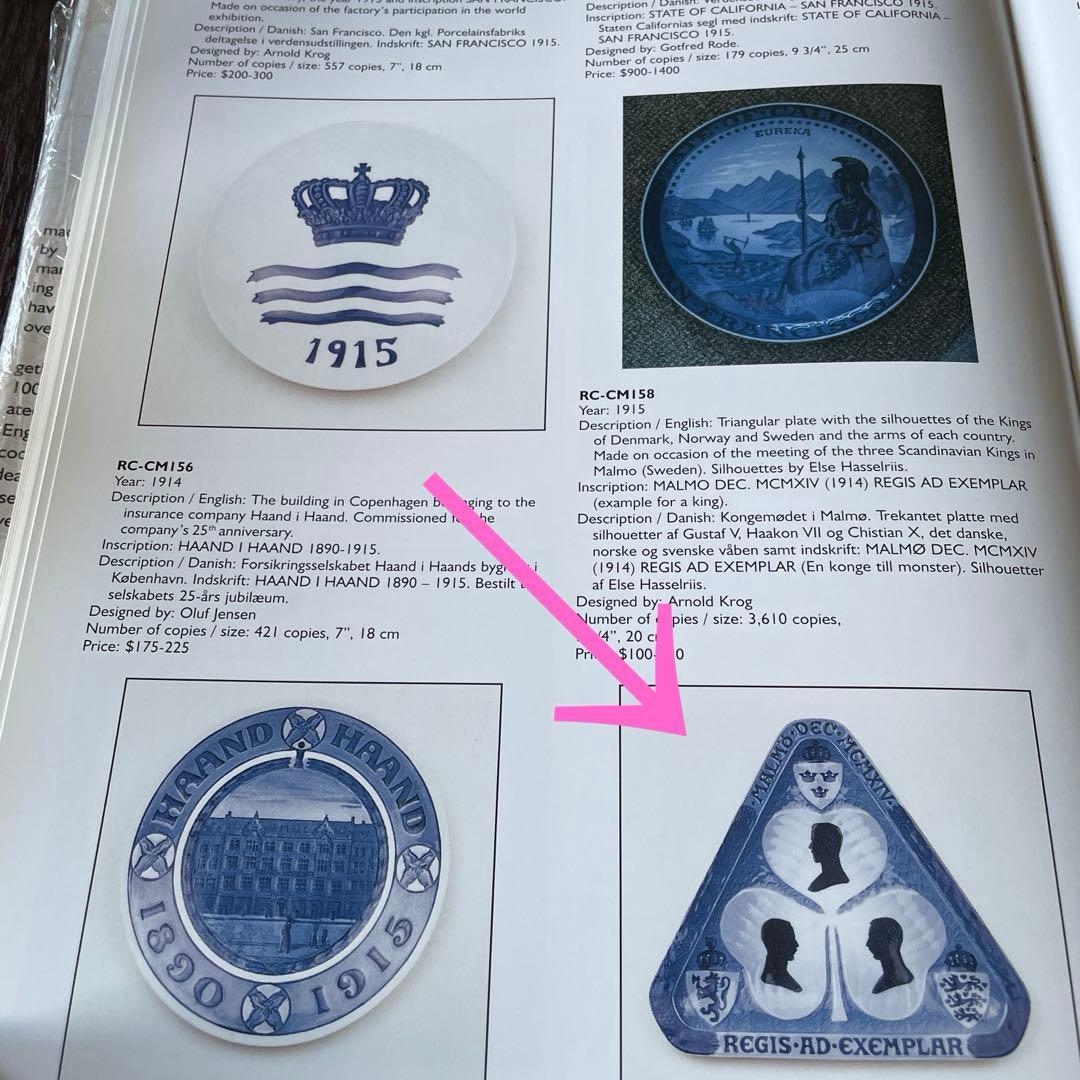 Made on occasion of the factory's participation in the world
exhibition.
Description / Danish: San Francisco. Den kgl. Porcelainsfabriks
deltagelse i verdensudstillingen. Indskrift: SAN FRANCISCO 1915.
Designed by: Arnold Krog
Number of copies / size: 557 copies, 7", 18 cm
Price: $200-300
1915
RC-CM156
Year: 1914
Description / English: The building in Copenhagen to the
insurance company Haand i Haand. Commissioned
company's 25th anniversary.
Inscription: HAAND I HAAND 1890-1915.
Description / Danish: Forsikringsselskabet Haand i Haands i
København. Indskrift: HAAND I HAAND 1890 – 1915. Bestilt
selskabets 25-års jubilæum.
Designed by: Oluf Jensen
Number of copies / size: 421 copies, 7", 18 cm
Price: $175-225
HAAND I HAAND
1890 1915
Inscription: STATE OF CALIFORNIA – SAN FRANCISCO 1915.
Staten Californias segl med indskrift: STATE OF CALIFORNIA –
SAN FRANCISCO 1915.
Designed by: Gotfred Rode.
Number of copies / size: 179 copies, 9 3/4", 25 cm
Price: $900-1400
EUREKA
SAN FRANCISCO
RC-CM158
Year: 1915
Description / English: Triangular plate with the silhouettes of the Kings
of Denmark, Norway and Sweden and the arms of each country.
Made on occasion of the meeting of the three Scandinavian Kings in
Malmo (Sweden). Silhouettes by Else Hasselriis.
Inscription: MALMO DEC. MCMXIV (1914) REGIS AD EXEMPLAR
(example for a king).
Description / Danish: Kongemødet i Malmø. Trekantet platte med
silhouetter af Gustaf V, Haakon VII og Chistian X, det danske,
norske og svenske våben samt indskrift: MALMØ DEC. MCMXIV
(1914) REGIS AD EXEMPLAR (En konge till monster). Silhouetter
af Else Hasselriis.
Designed by: Arnold Krog
Number of copies / size: 3,610 copies,
20
$100-
MALMÖ·DEC·MCMXIV·
REGIS·AD·EXEMPLAR